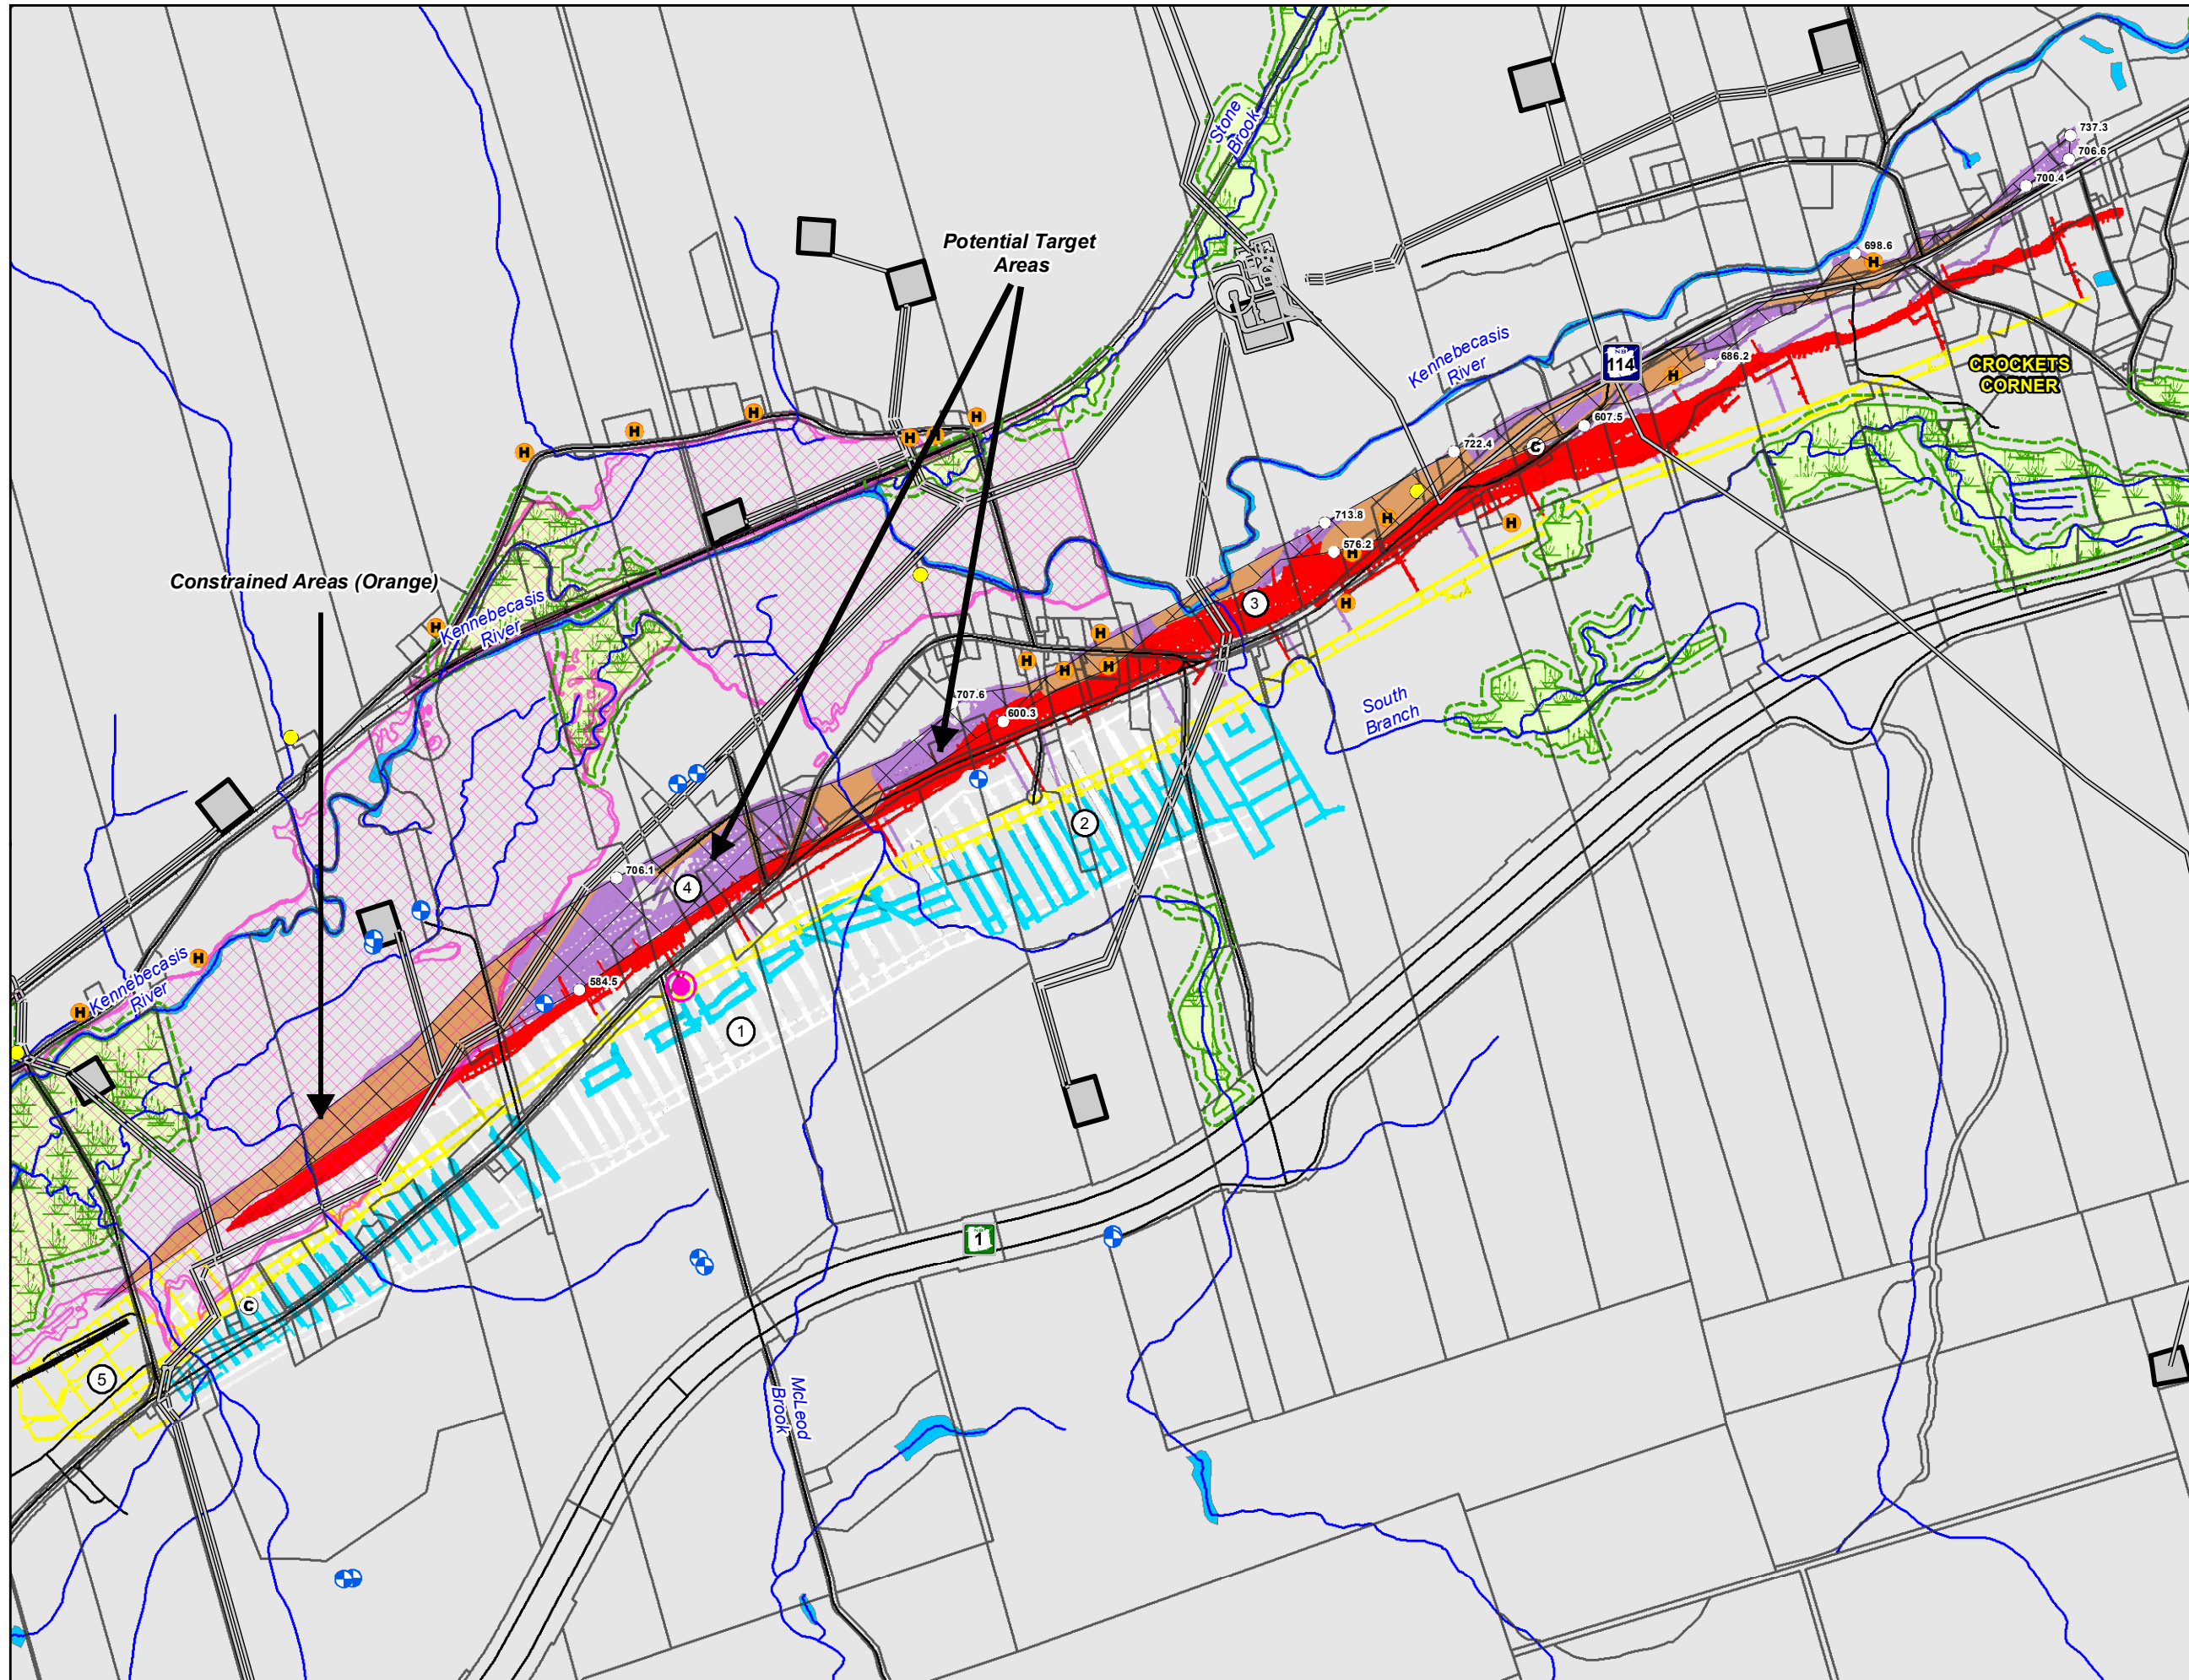 Stone
Brook
737.3
706.6
700.4
Potential Target
Areas
698.6
H
Kennebecasis
River
NB
114
686.2
H
CROCKETS
CORNER
607.5
C
722.4
H
H
H
H
H
H
H
713.8
H
H
576.2
H
Constrained Areas (Orange)
Kennebecasis
River
H
3
H
H
H
H
H
707.6
600.3
South
Branch
2
706.1
4
584.5
1
H
Kennebecasis
River
H
NB
1
C
5
McLeod
Brook